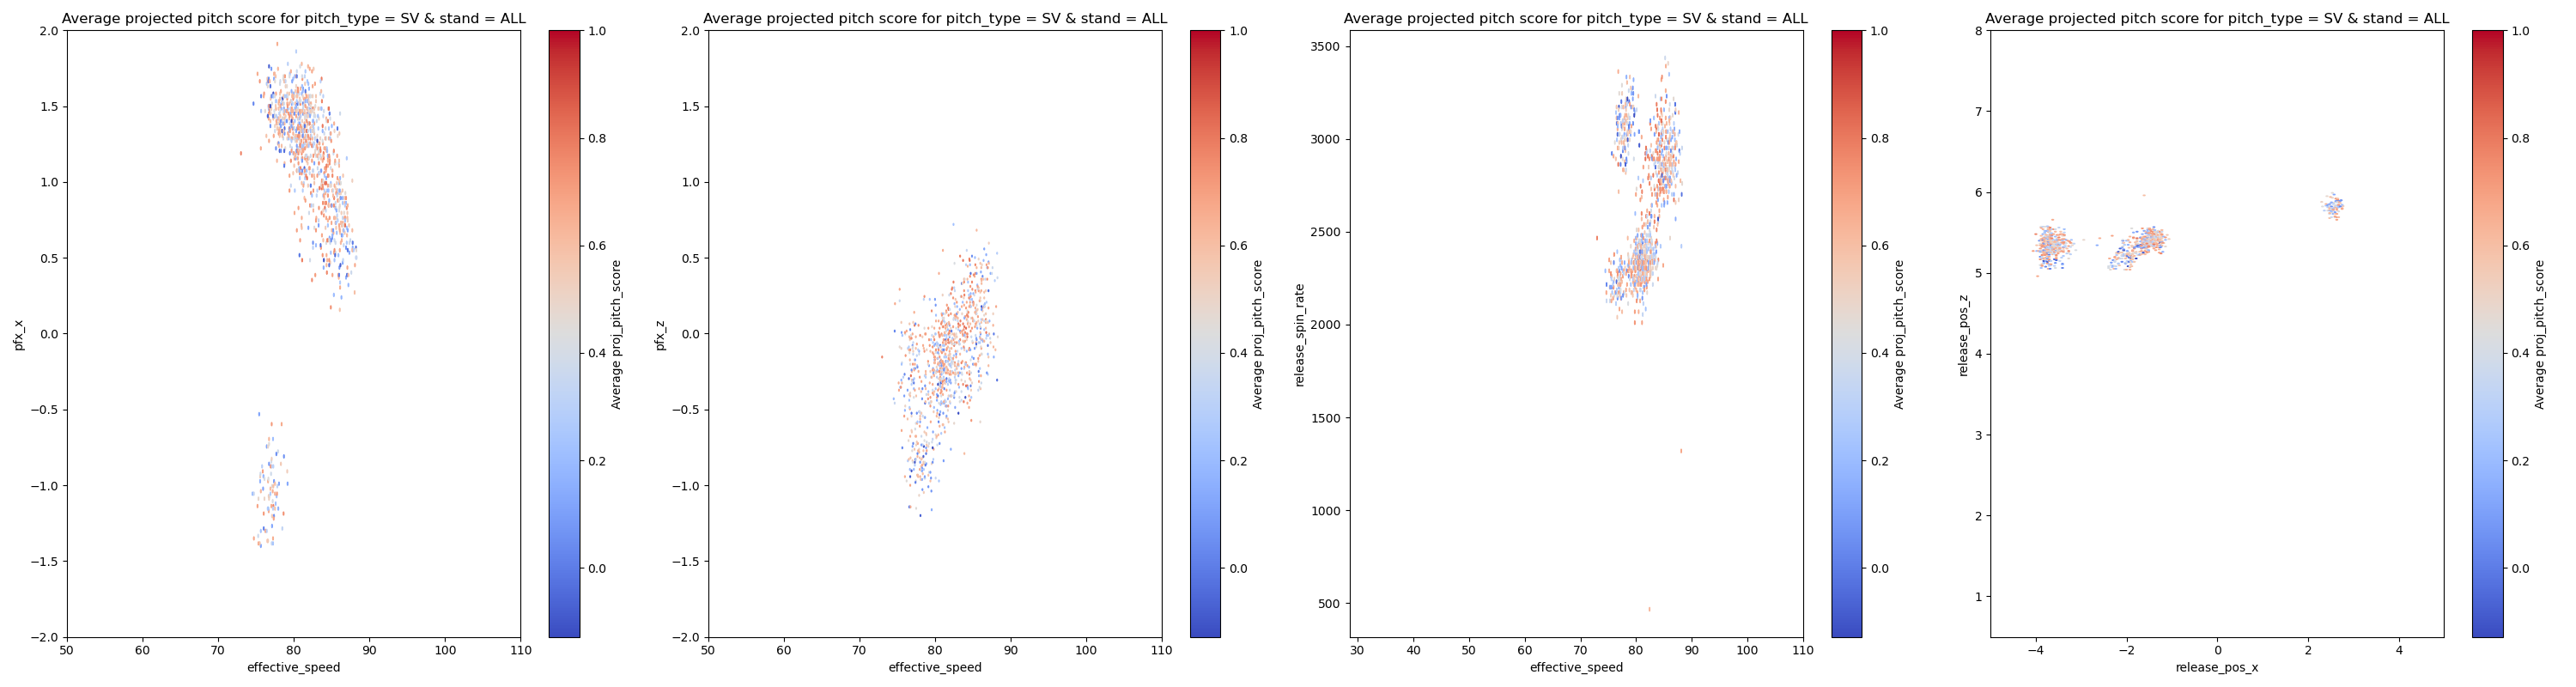 Average projected pitch score for pitch_type = SV & stand = ALL
2.0
1.5
1.0
0.5
0.0
−0.5
−1.0
−1.5
−2.0
pfx_x
50 60 70 80 90 100 110
effective_speed
1.0
0.8
0.6
0.4
0.2
0.0
Average proj_pitch_score
Average projected pitch score for pitch_type = SV & stand = ALL
2.0
1.5
1.0
0.5
0.0
−0.5
−1.0
−1.5
−2.0
pfx_z
50 60 70 80 90 100 110
effective_speed
1.0
0.8
0.6
0.4
0.2
0.0
Average proj_pitch_score
Average projected pitch score for pitch_type = SV & stand = ALL
3500
3000
2500
2000
1500
1000
500
release_spin_rate
30 40 50 60 70 80 90 100 110
effective_speed
1.0
0.8
0.6
0.4
0.2
0.0
Average proj_pitch_score
Average projected pitch score for pitch_type = SV & stand = ALL
8
7
6
5
4
3
2
1
release_pos_z
−4 −2 0 2 4
release_pos_x
1.0
0.8
0.6
0.4
0.2
0.0
Average proj_pitch_score